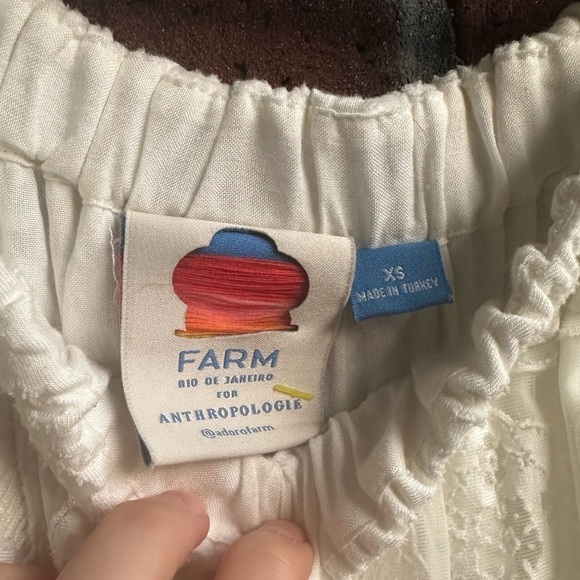 FARM
RIO DE JANEIRO
FOR
ANTHROPOLOGIE
@adorofarm
XS
MADE IN TURKEY